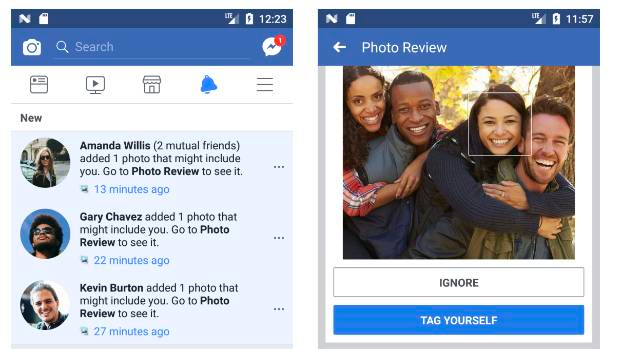 LTE 12:23
Search
1
New
Amanda Willis (2 mutual friends)
added 1 photo that might include
you. Go to Photo Review to see it.
13 minutes ago
Gary Chavez added 1 photo that
might include you. Go to Photo
Review to see it.
22 minutes ago
Kevin Burton added 1 photo that
might include you. Go to Photo
Review to see it.
27 minutes ago
LTE 11:57
Photo Review
IGNORE
TAG YOURSELF